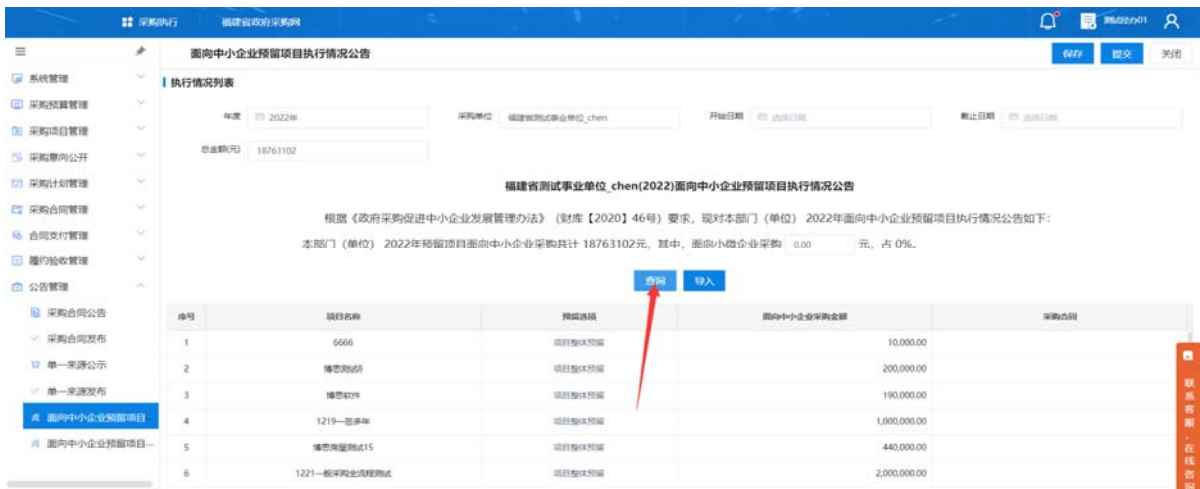 采购执行 福建省政府采购网
面向中小企业预留项目执行情况公告 保存 提交 关闭
系统管理
采购预算管理
采购项目管理
采购意向公开
采购计划管理
采购合同管理
合同支付管理
履约验收管理
公告管理
采购合同公告
采购合同发布
单一来源公示
单一来源发布
面向中小企业预留项目
面向中小企业预留项目...
执行情况列表
年度 2022年 采购单位 福建省测试事业单位_chen 开始日期 选择日期 截止日期 选择日期
总金额(元) 18763102
福建省测试事业单位_chen(2022)面向中小企业预留项目执行情况公告
根据《政府采购促进中小企业发展管理办法》（财库【2020】46号）要求，现对本部门（单位） 2022年面向中小企业预留项目执行情况公告如下：
本部门（单位） 2022年预留项目面向中小企业采购共计 18763102元，其中，面向小微企业采购 0.00 元，占 0%。
查询 导入
序号 项目名称 预留选项 面向中小企业采购金额 采购合同
1 6666 项目整体预留 10,000.00
2 博思测试8 项目整体预留 200,000.00
3 博思软件 项目整体预留 190,000.00
4 1219—签多年 项目整体预留 1,000,000.00
5 项目整体预留 440,000.00
6 1221—般采购全流程测试 项目整体预留 2,000,000.00
联系客服，在线咨询